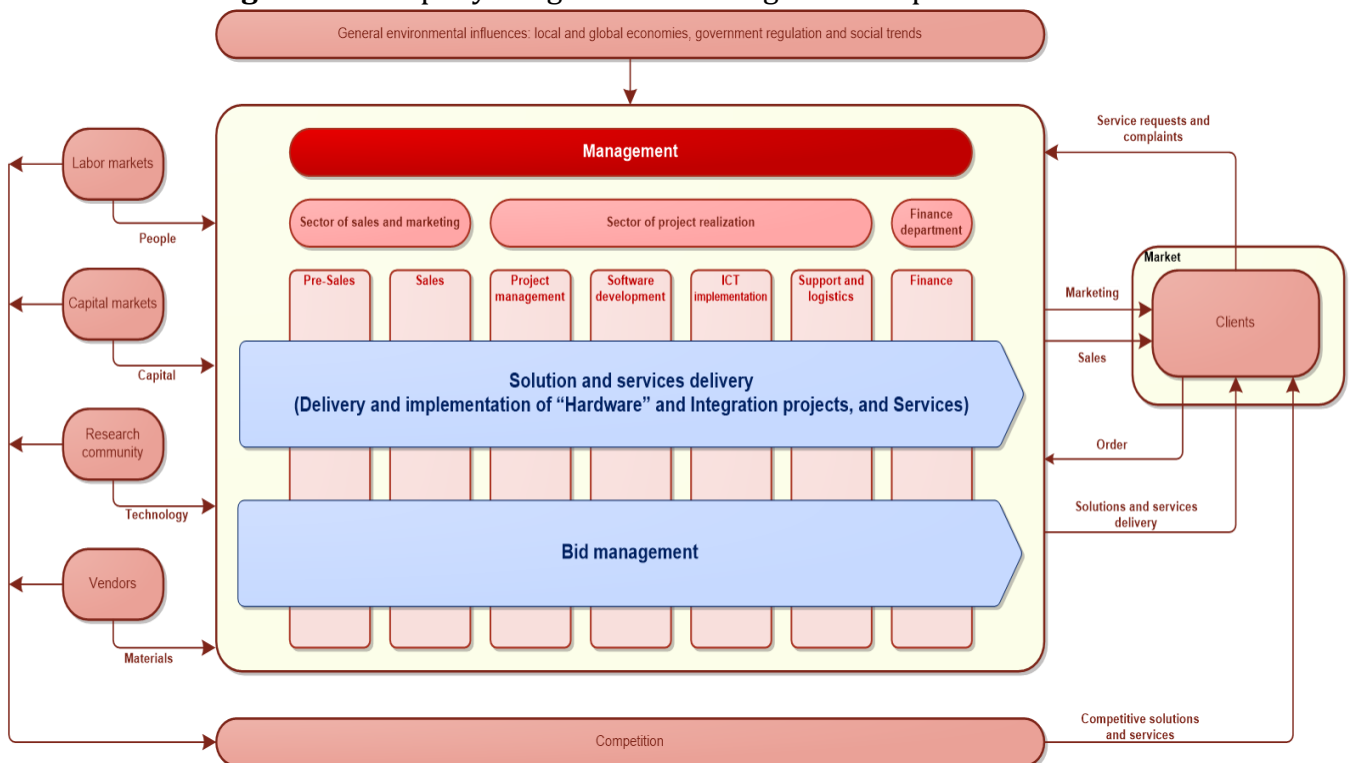 General environmental influences: local and global economies, government regulation and social trends
Management
Service requests and
complaints
Labor markets
People
Sector of sales and marketing
Sector of project realization
Finance
department
Market
Pre-Sales
Sales
Project
management
Software
development
ICT
implementation
Support and
logistics
Finance
Capital markets
Capital
Marketing
Clients
Sales
Solution and services delivery
(Delivery and implementation of “Hardware” and Integration projects, and Services)
Research
community
Technology
Order
Solutions and services
delivery
Bid management
Vendors
Materials
Competition
Competitive solutions
and services